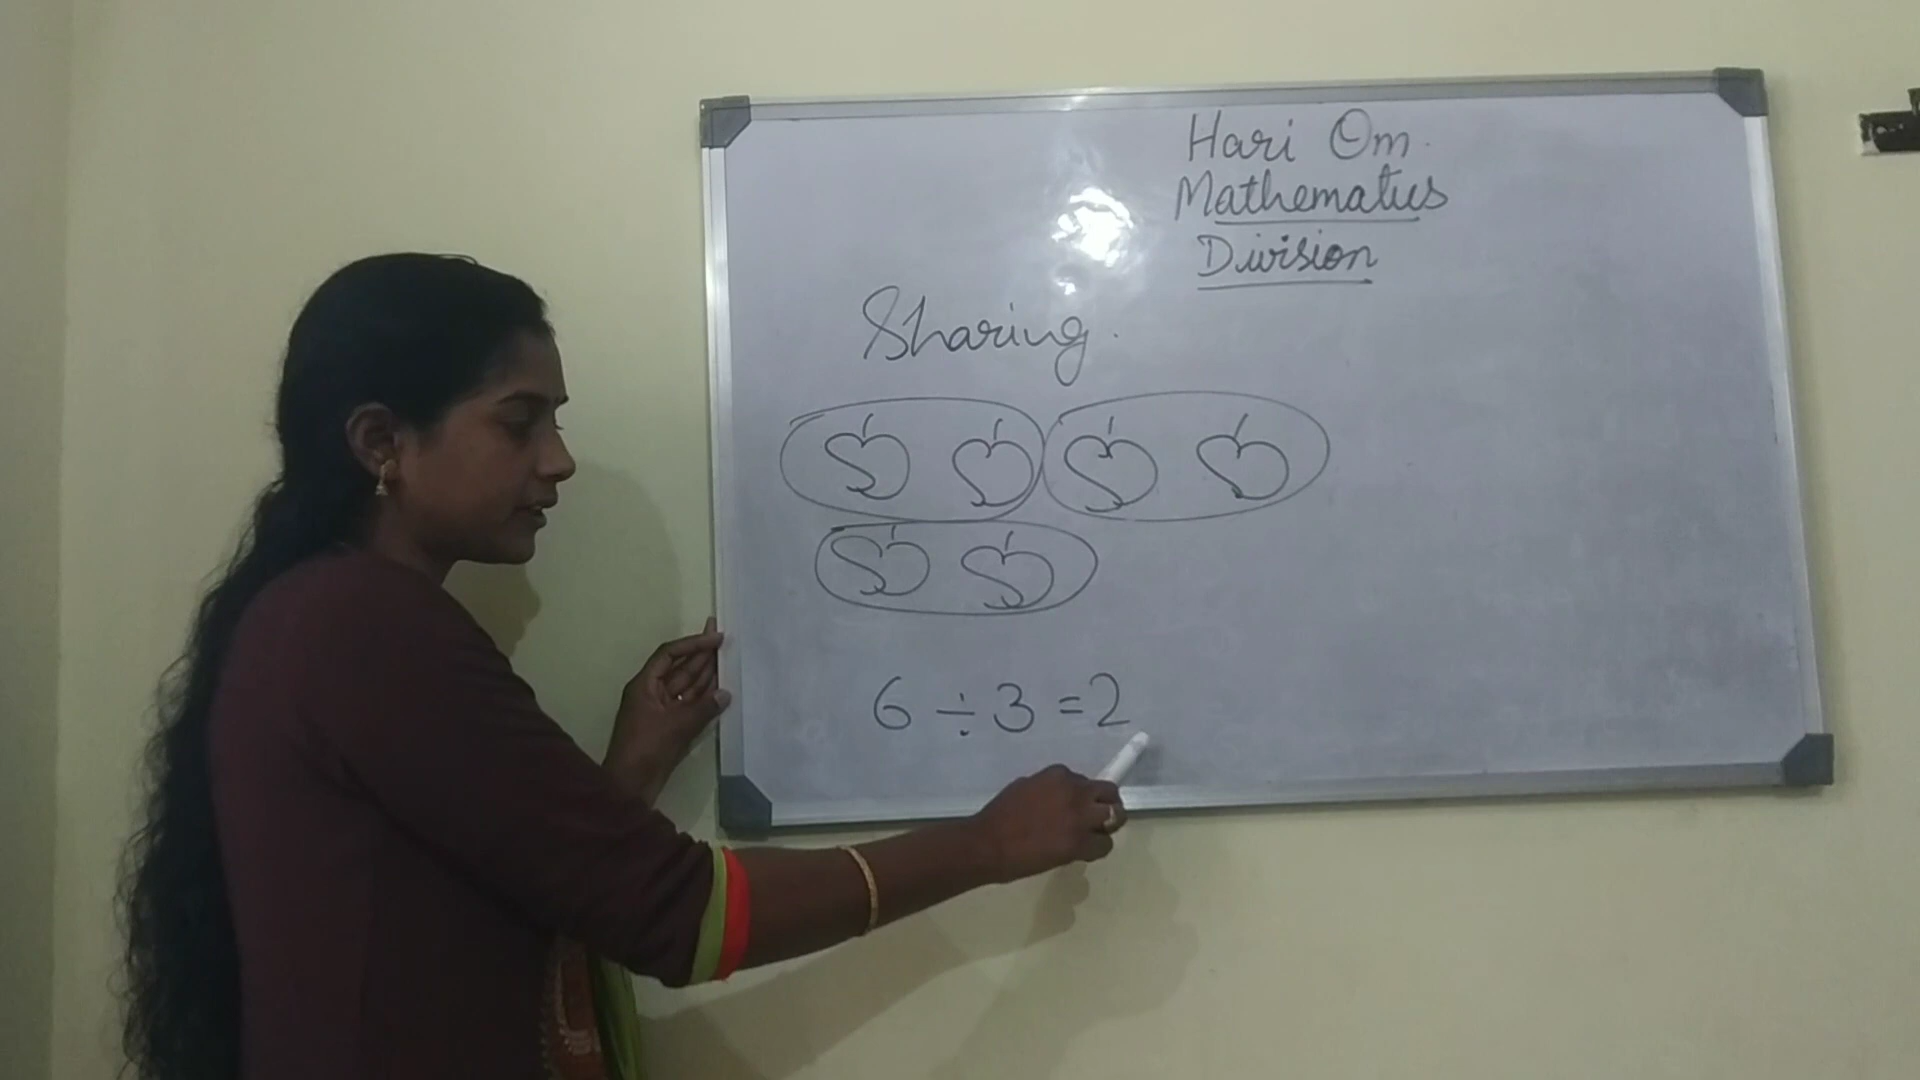 Hari Om.
Mathematics
Division
Sharing.
6 ÷ 3 = 2